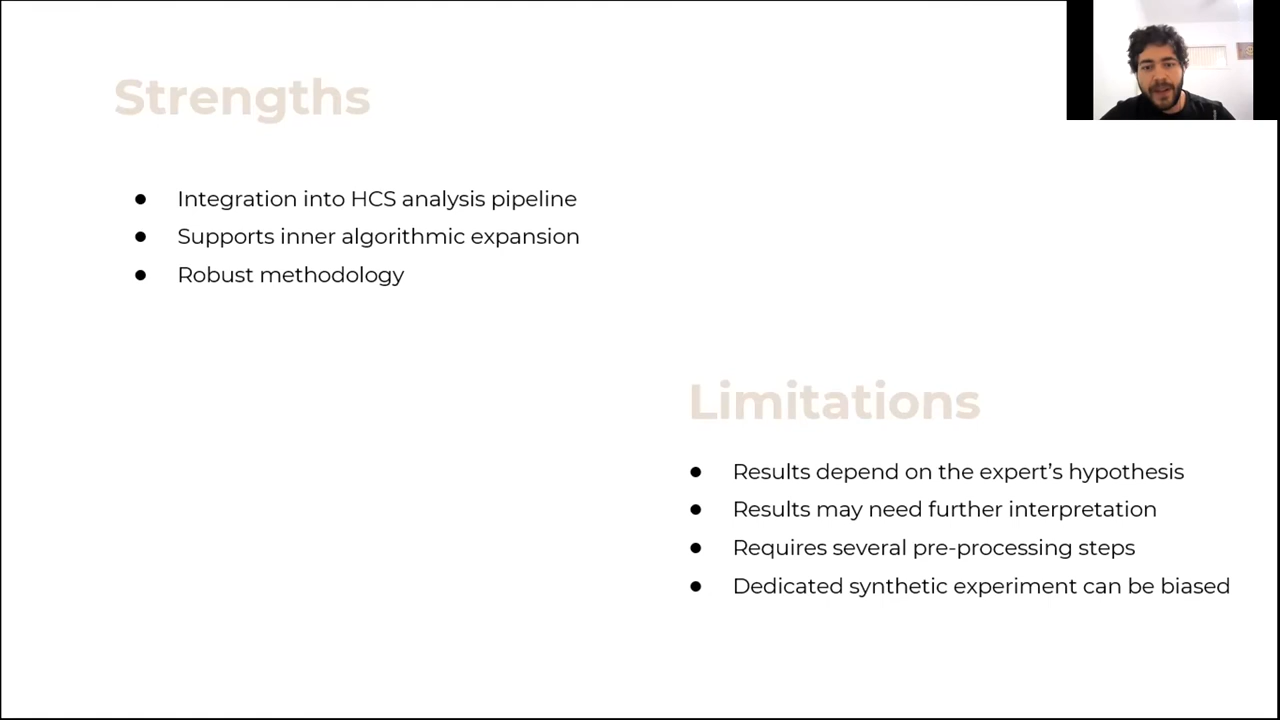 Strengths
● Integration into HCS analysis pipeline
● Supports inner algorithmic expansion
● Robust methodology
Limitations
● Results depend on the expert’s hypothesis
● Results may need further interpretation
● Requires several pre-processing steps
● Dedicated synthetic experiment can be biased